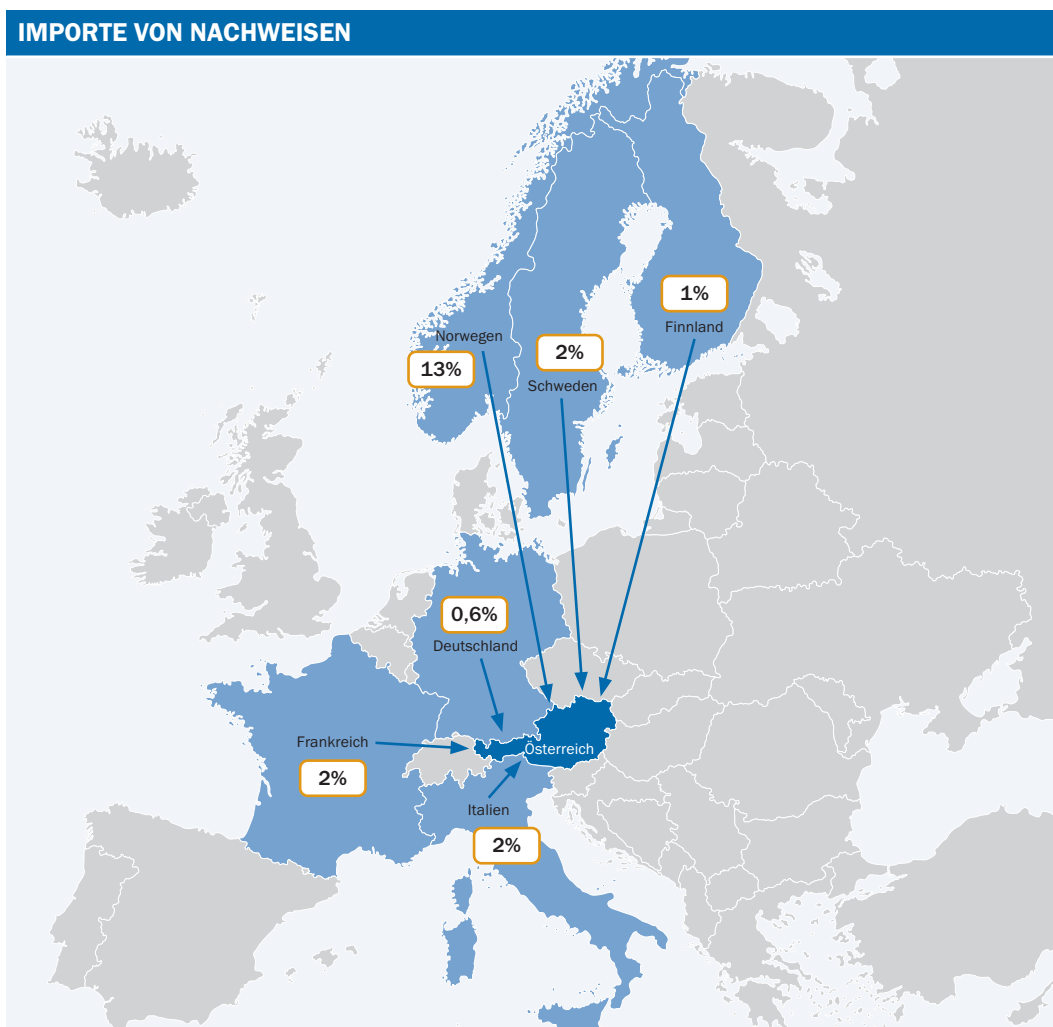 IMPORTE VON NACHWEISEN
1%
Finnland
Norwegen
13%
2%
Schweden
0,6%
Deutschland
Frankreich
2%
Österreich
Italien
2%